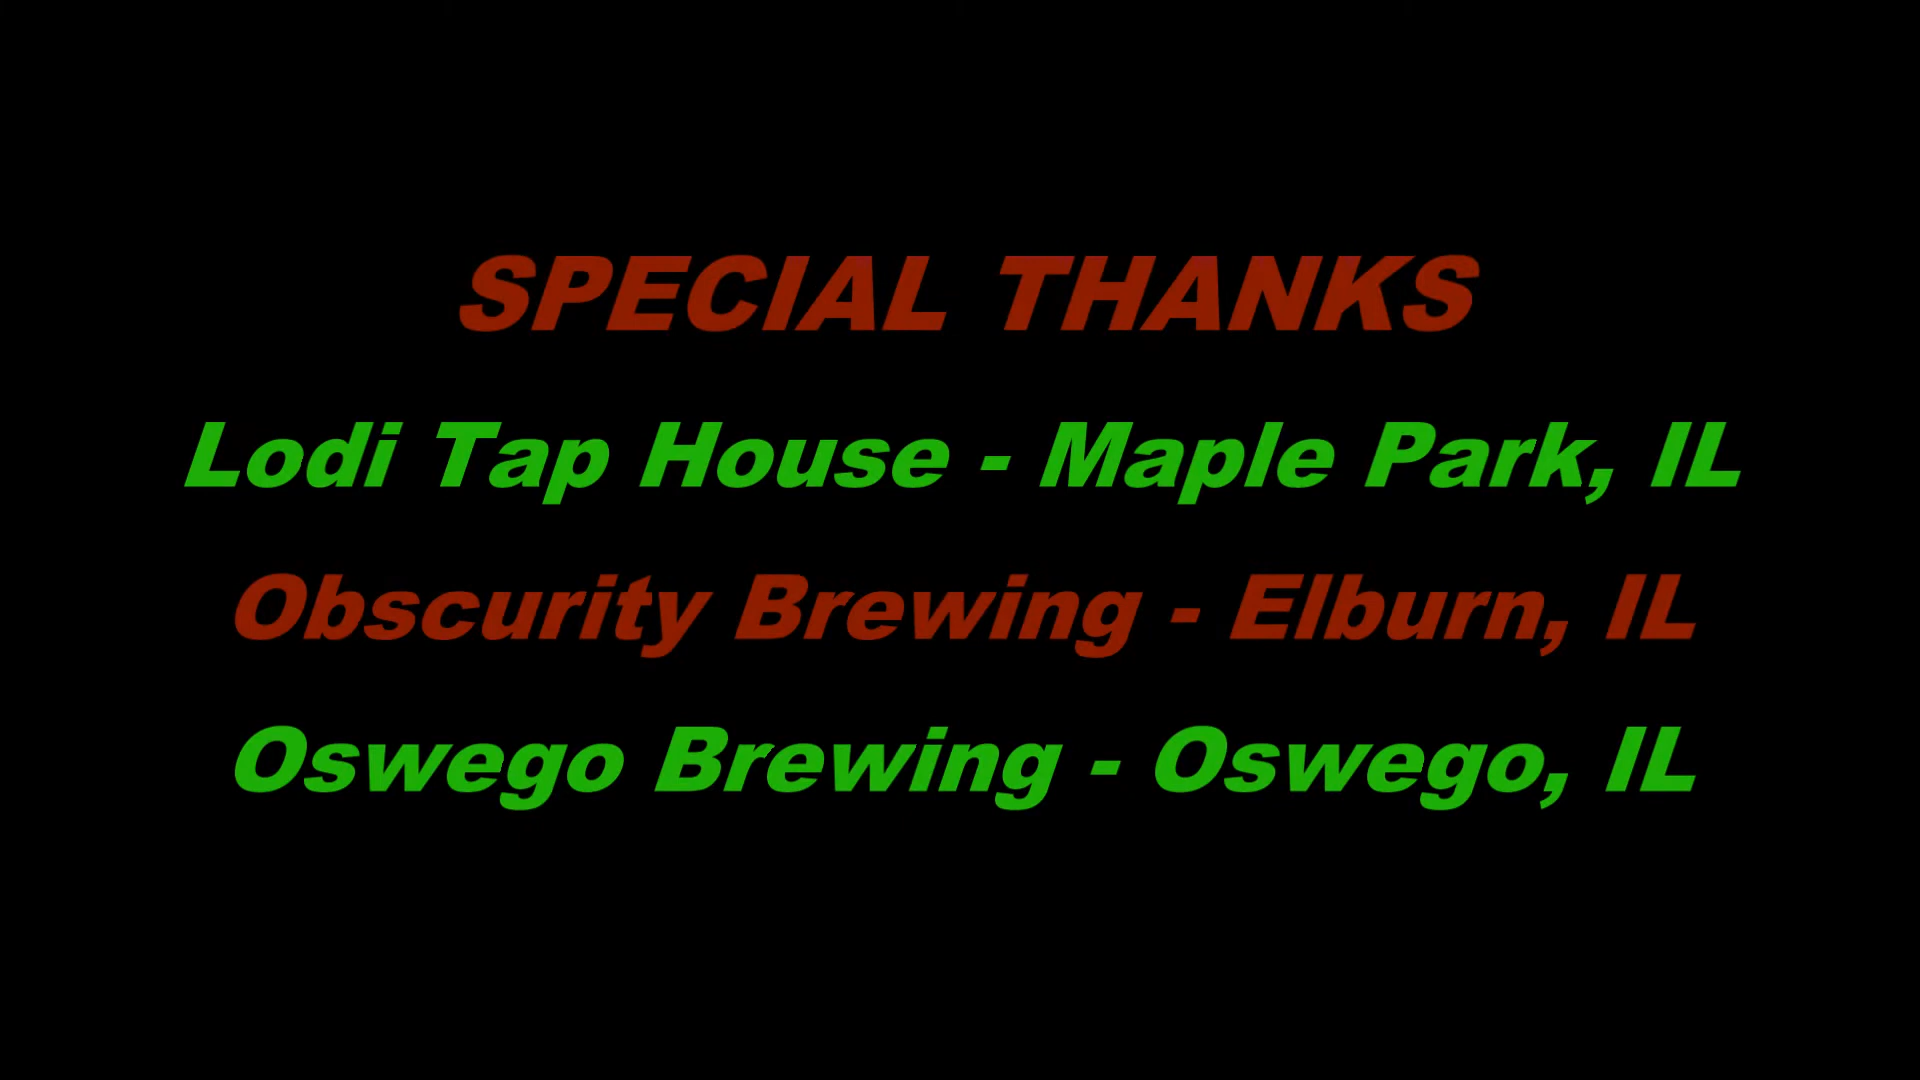 SPECIAL THANKS
Lodi Tap House - Maple Park, IL
Obscurity Brewing - Elburn, IL
Oswego Brewing - Oswego, IL